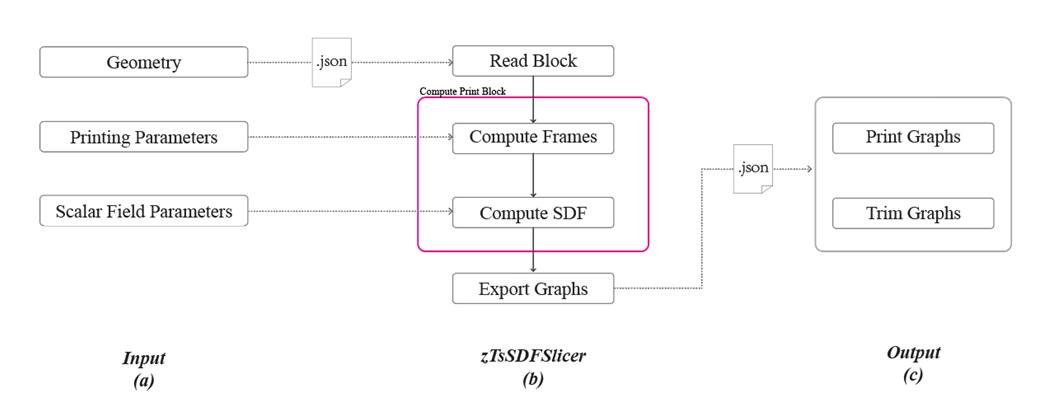 Geometry
.json
Read Block
Compute Print Block
Printing Parameters
Compute Frames
.json
Print Graphs
Scalar Field Parameters
Compute SDF
Trim Graphs
Export Graphs
Input
(a)
zTsSDFSlicer
(b)
Output
(c)